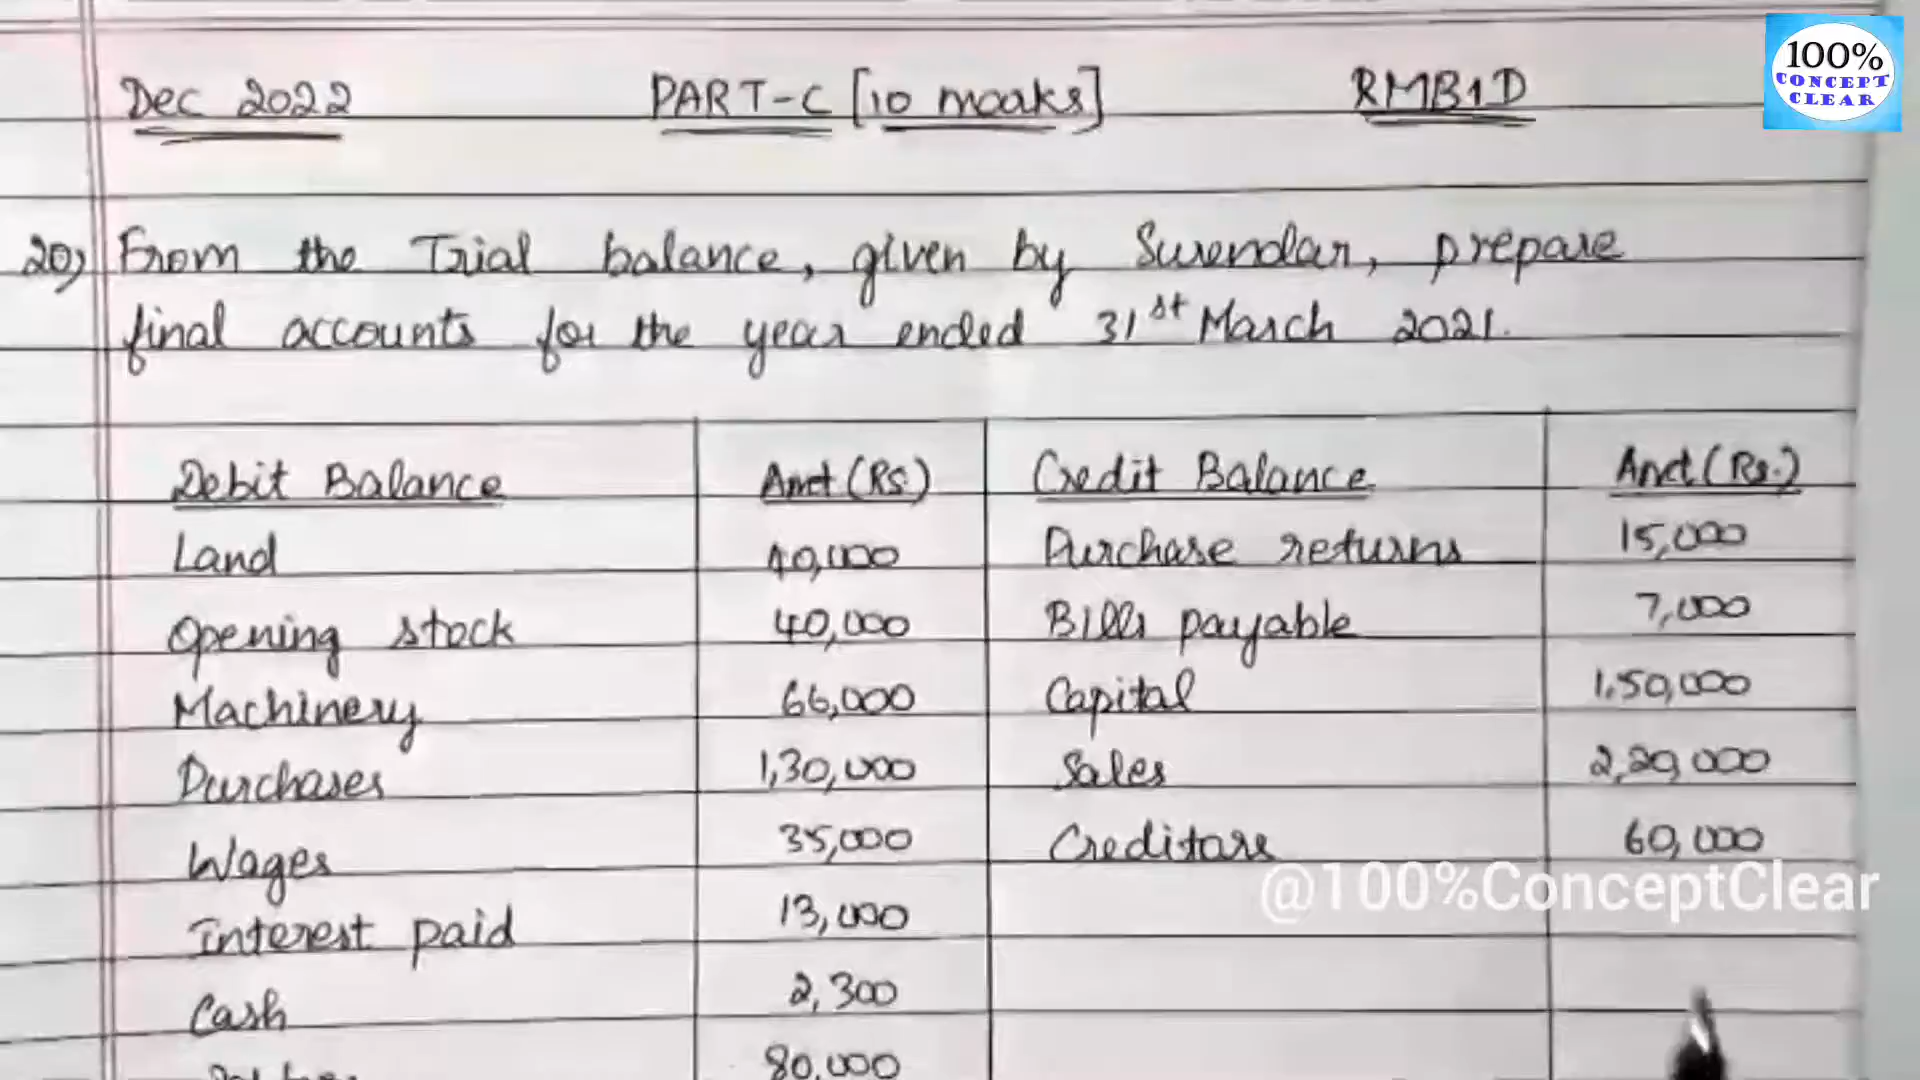 100%
CONCEPT
CLEAR
Dec 2022 PART-C [10 marks] RMB1D
20) From the Trial balance, given by Surendar, prepare
final accounts for the year ended 31st March 2021.
Debit Balance Amt (Rs.) Credit Balance Amt (Rs.)
Land 40,000 Purchase returns 15,000
Opening stock 40,000 Bills payable 7,000
Machinery 66,000 Capital 1,50,000
Purchases 1,30,000 Sales 2,29,000
Wages 35,000 Creditors 60,000
@100%ConceptClear
Interest paid 13,000
Cash 2,300
80,000